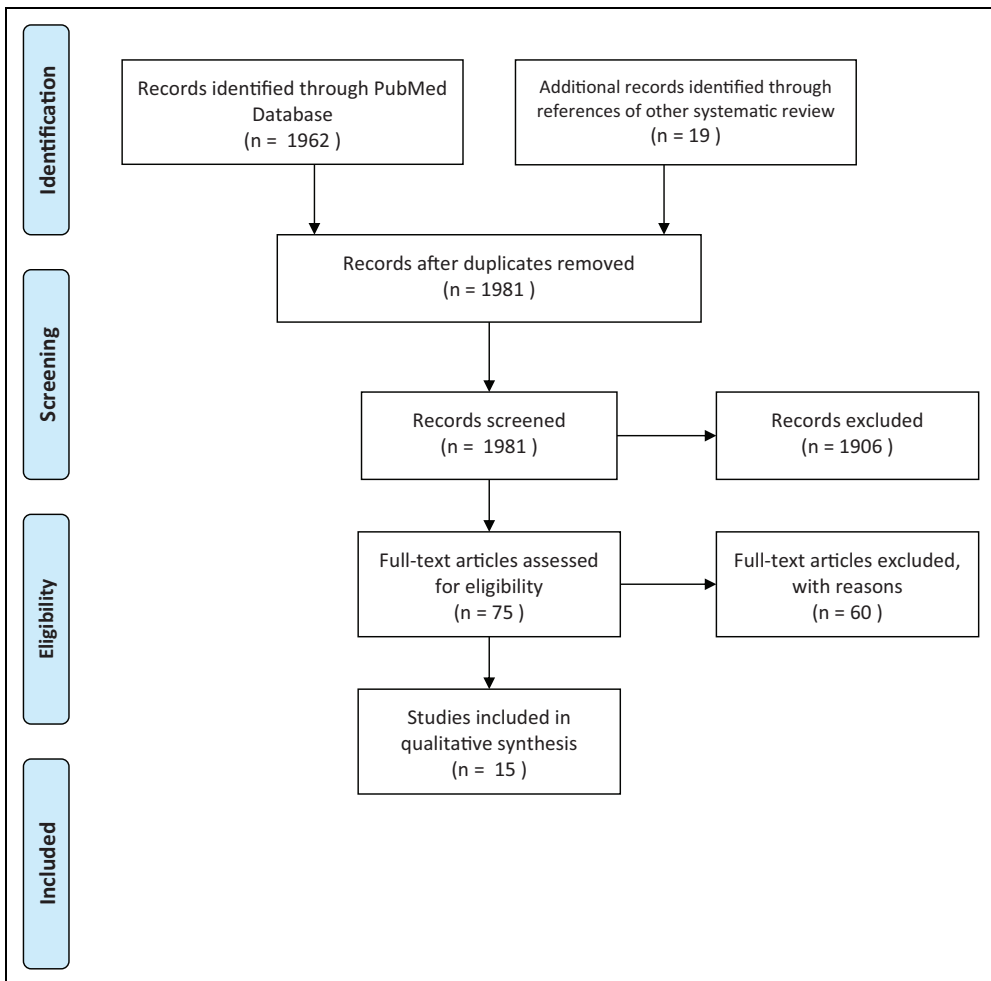 Identification
Records identified through PubMed
Database
(n = 1962 )
Additional records identified through
references of other systematic review
(n = 19 )
Records after duplicates removed
(n = 1981 )
Screening
Records screened
(n = 1981 )
Records excluded
(n = 1906 )
Eligibility
Full-text articles assessed
for eligibility
(n = 75 )
Full-text articles excluded,
with reasons
(n = 60 )
Studies included in
qualitative synthesis
(n = 15 )
Included